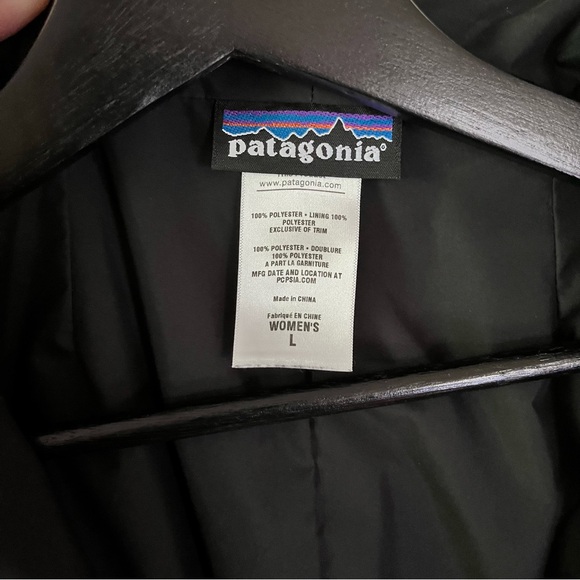 patagonia®
www.patagonia.com
100% POLYESTER • LINING 100%
POLYESTER
EXCLUSIVE OF TRIM
100% POLYESTER • DOUBLURE
100% POLYESTER
A PART LA GARNITURE
MFG DATE AND LOCATION AT
PCPSIA.COM
Made in CHINA
Fabriqué EN CHINE
WOMEN'S
L